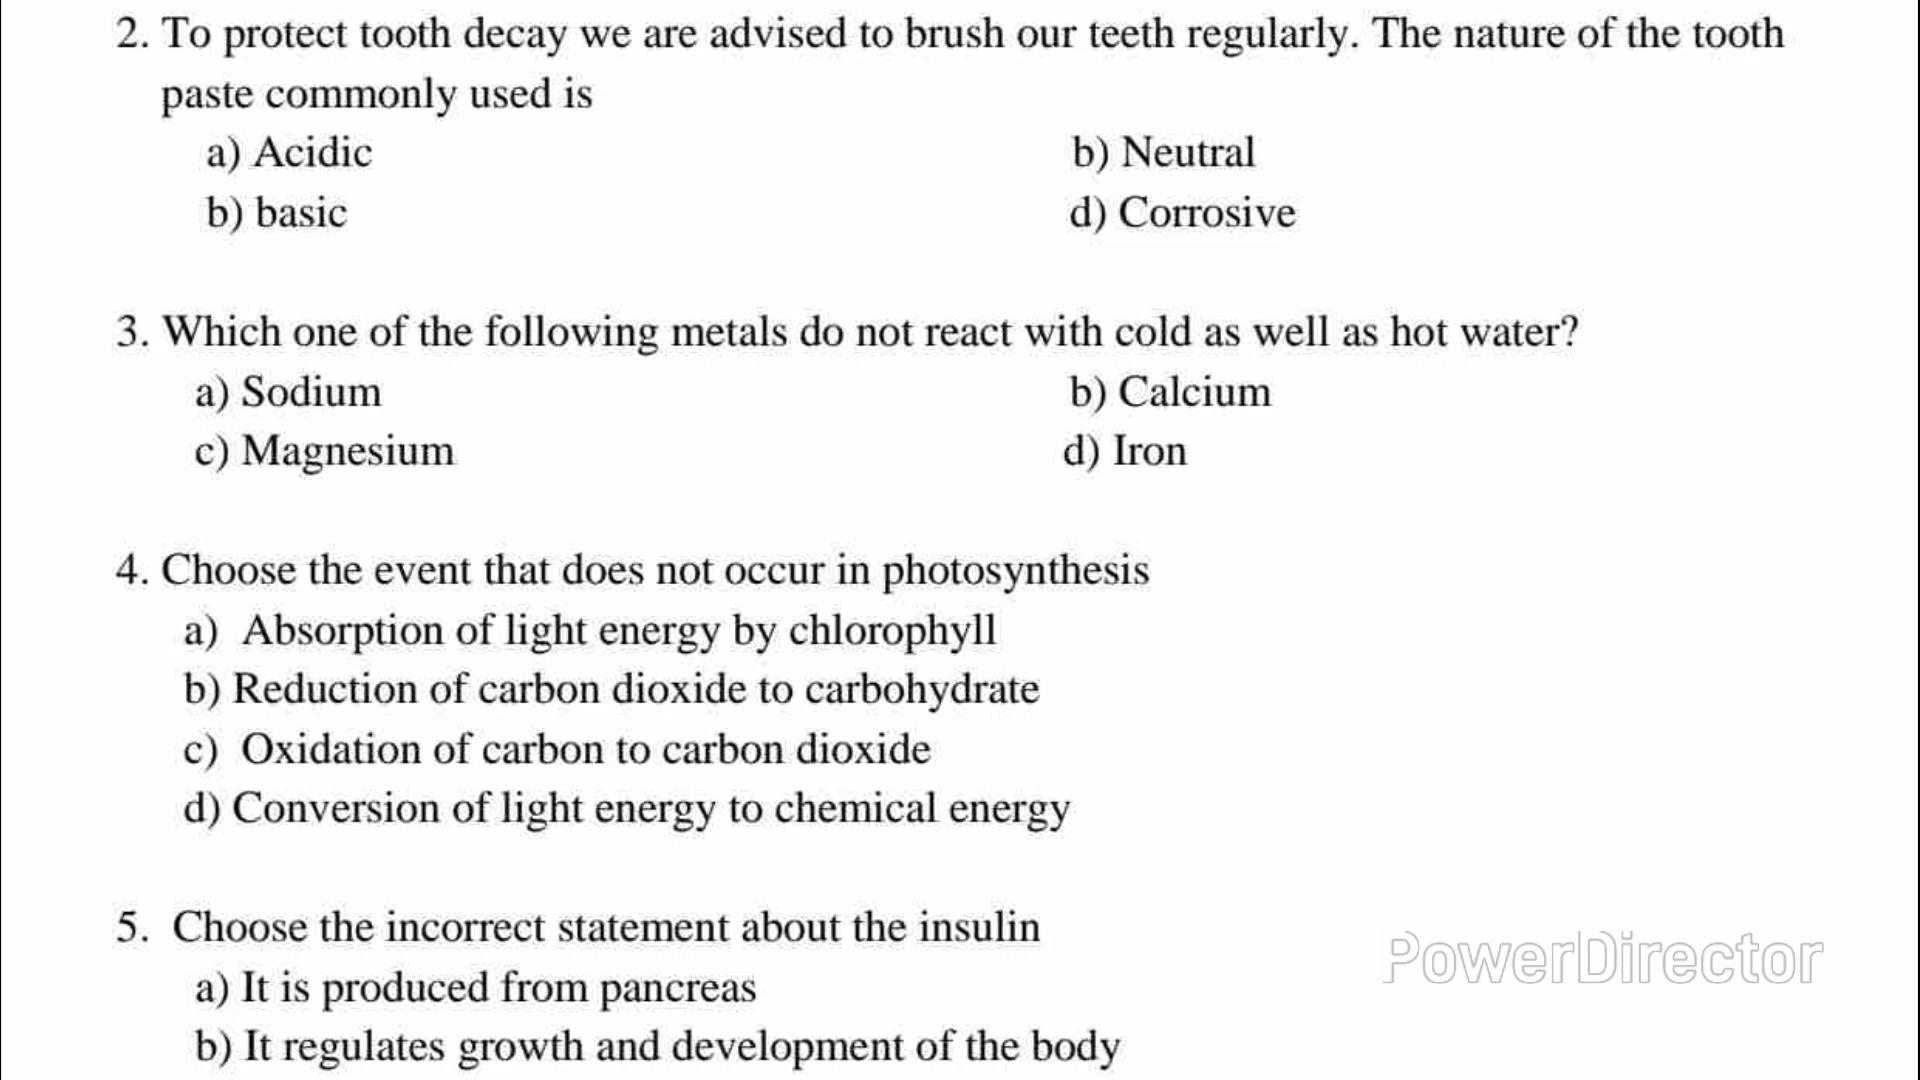 2. To protect tooth decay we are advised to brush our teeth regularly. The nature of the tooth
paste commonly used is
a) Acidic b) Neutral
b) basic d) Corrosive
3. Which one of the following metals do not react with cold as well as hot water?
a) Sodium b) Calcium
c) Magnesium d) Iron
4. Choose the event that does not occur in photosynthesis
a) Absorption of light energy by chlorophyll
b) Reduction of carbon dioxide to carbohydrate
c) Oxidation of carbon to carbon dioxide
d) Conversion of light energy to chemical energy
5. Choose the incorrect statement about the insulin
PowerDirector
a) It is produced from pancreas
b) It regulates growth and development of the body